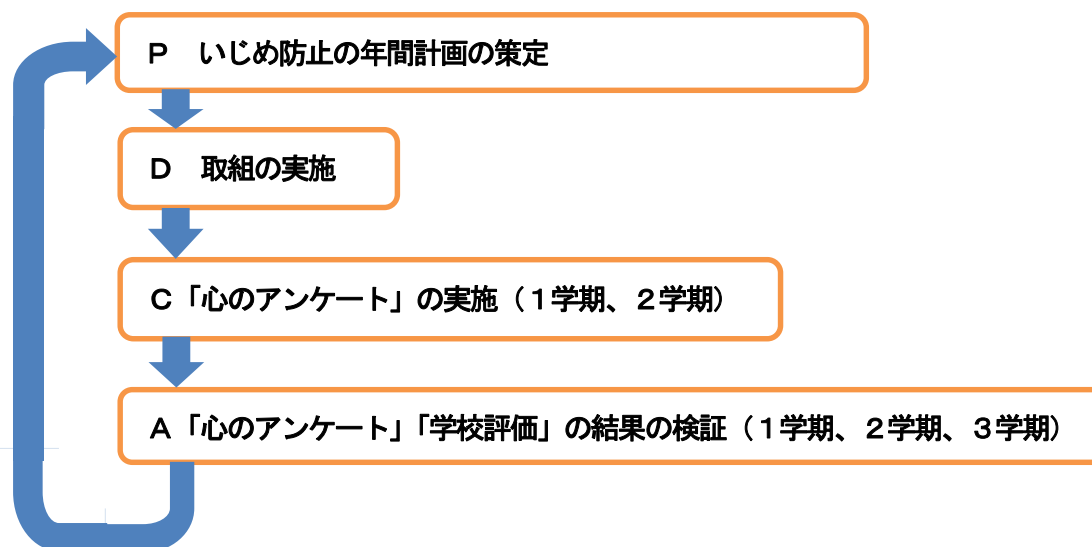 Ｐ　いじめ防止の年間計画の策定
Ｄ　取組の実施
Ｃ「心のアンケート」の実施（１学期、２学期）
Ａ「心のアンケート」「学校評価」の結果の検証（１学期、２学期、３学期）